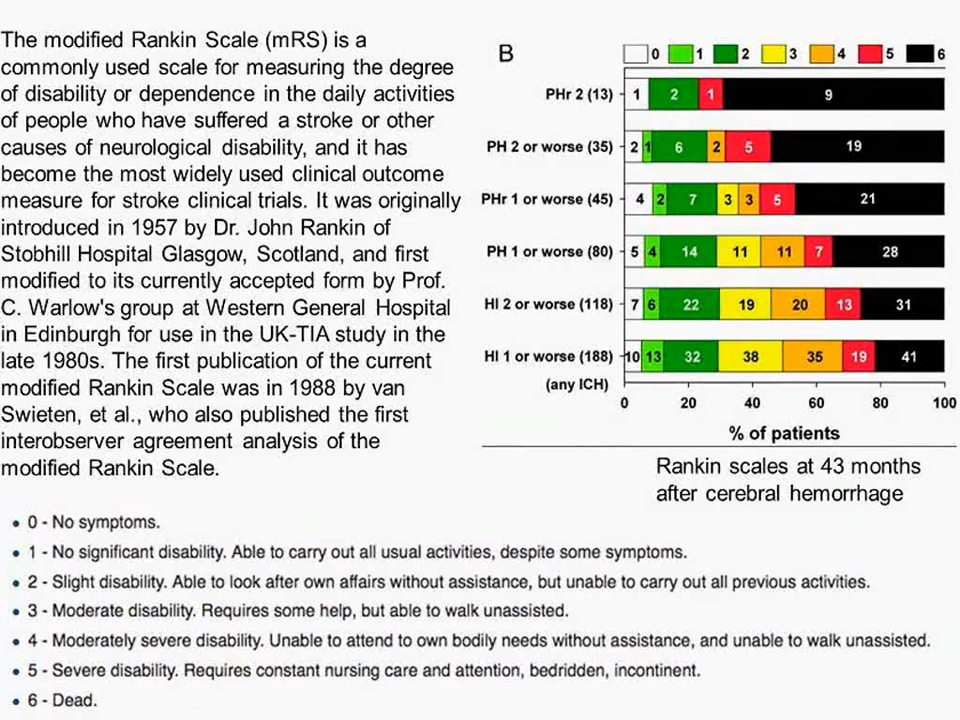 The modified Rankin Scale (mRS) is a
commonly used scale for measuring the degree
of disability or dependence in the daily activities
of people who have suffered a stroke or other
causes of neurological disability, and it has
become the most widely used clinical outcome
measure for stroke clinical trials. It was originally
introduced in 1957 by Dr. John Rankin of
Stobhill Hospital Glasgow, Scotland, and first
modified to its currently accepted form by Prof.
C. Warlow's group at Western General Hospital
in Edinburgh for use in the UK-TIA study in the
late 1980s. The first publication of the current
modified Rankin Scale was in 1988 by van
Swieten, et al., who also published the first
interobserver agreement analysis of the
modified Rankin Scale.
B
0 1 2 3 4 5 6
PHr 2 (13) 1 2 1 9
PH 2 or worse (35) 2 1 6 2 5 19
PHr 1 or worse (45) 4 2 7 3 3 5 21
PH 1 or worse (80) 5 4 14 11 11 7 28
HI 2 or worse (118) 7 6 22 19 20 13 31
HI 1 or worse (188) 10 13 32 38 35 19 41
(any ICH)
0 20 40 60 80 100
% of patients
Rankin scales at 43 months
after cerebral hemorrhage
• 0 - No symptoms.
• 1 - No significant disability. Able to carry out all usual activities, despite some symptoms.
• 2 - Slight disability. Able to look after own affairs without assistance, but unable to carry out all previous activities.
• 3 - Moderate disability. Requires some help, but able to walk unassisted.
• 4 - Moderately severe disability. Unable to attend to own bodily needs without assistance, and unable to walk unassisted.
• 5 - Severe disability. Requires constant nursing care and attention, bedridden, incontinent.
• 6 - Dead.